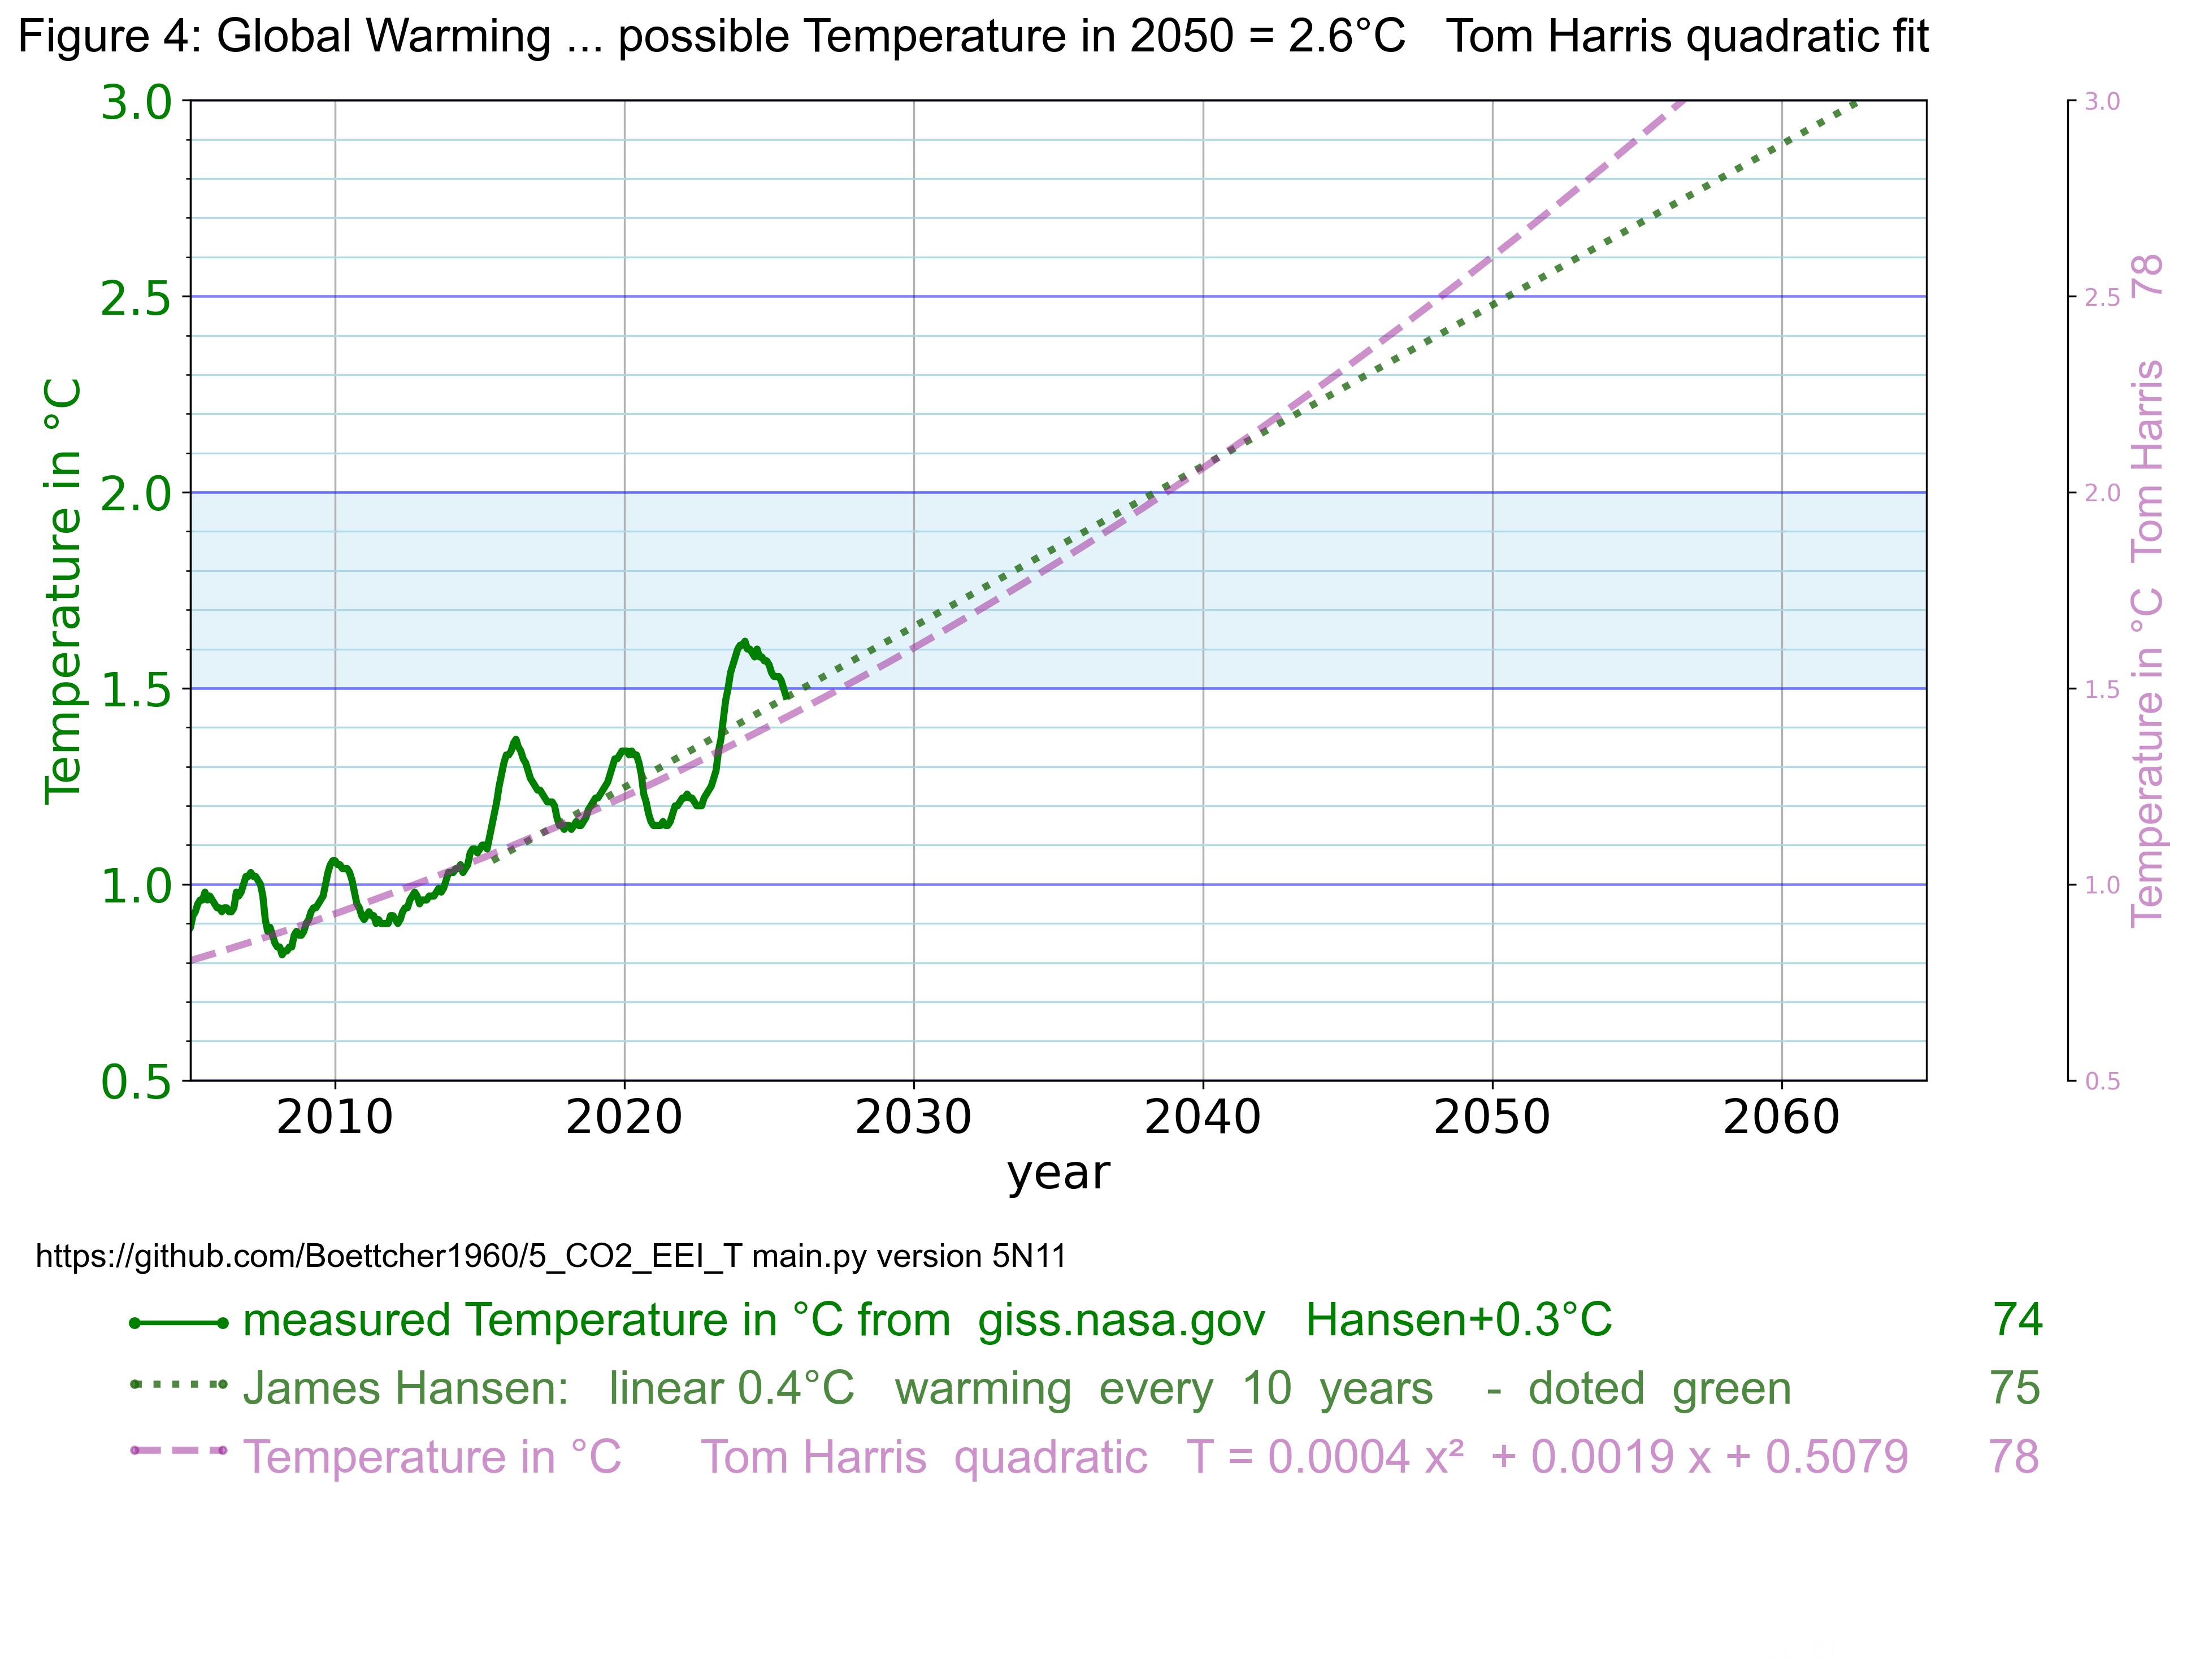 Figure 4: Global Warming ... possible Temperature in 2050 = 2.6°C   Tom Harris quadratic fit
3.0
2.5
2.0
1.5
1.0
0.5
Temperature in °C
2010 2020 2030 2040 2050 2060
year
3.0
2.5
2.0
1.5
1.0
0.5
Temperature in °C   Tom Harris   78
https://github.com/Boettcher1960/5_CO2_EEI_T main.py version 5N11
measured Temperature in °C from  giss.nasa.gov   Hansen+0.3°C   74
James Hansen:   linear 0.4°C   warming  every  10  years    -  doted  green   75
Temperature in °C      Tom Harris  quadratic   T = 0.0004 x²  + 0.0019 x + 0.5079   78